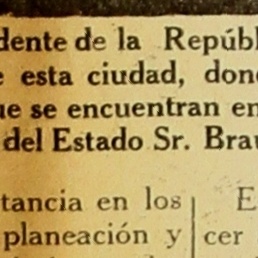 dente de la Repúbl
e esta ciudad, don
ue se encuentran en
del Estado Sr. Brau
tancia en los
E
planeación y
cer